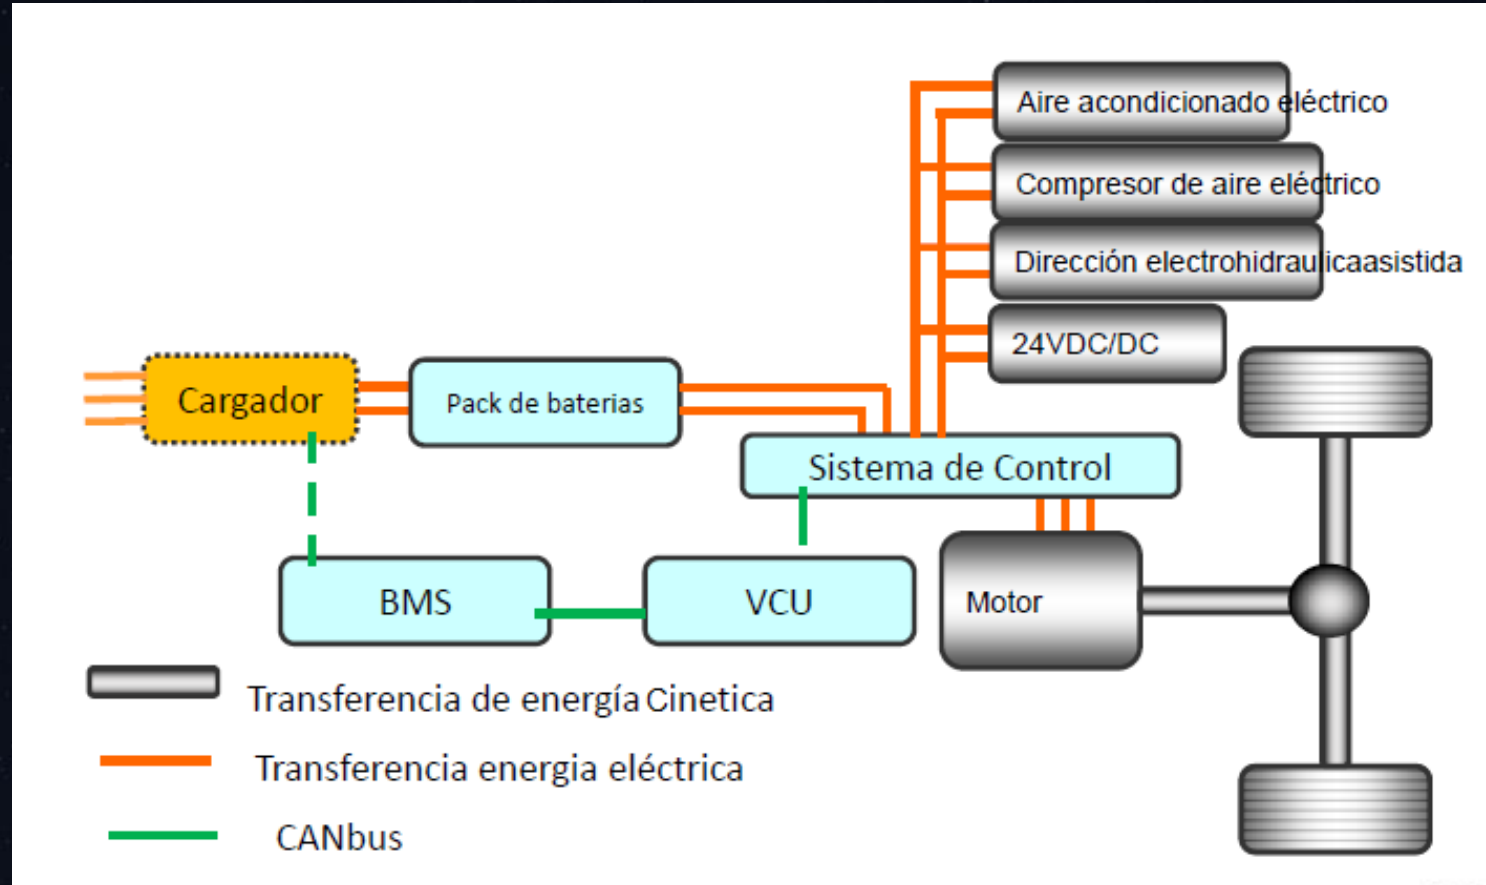 Aire acondicionado eléctrico
Compresor de aire eléctrico
Dirección electrohidraulicaasistida
24VDC/DC
Cargador
Pack de baterias
Sistema de Control
BMS
VCU
Motor
Transferencia de energía Cinetica
Transferencia energia eléctrica
CANbus